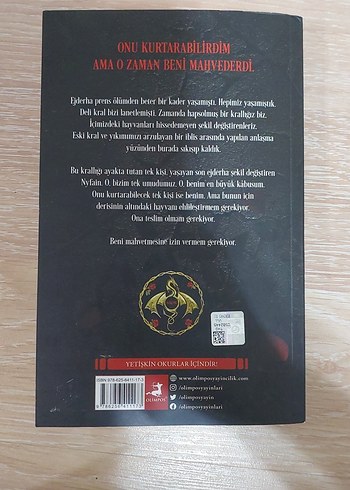 ONU KURTARABİLİRDİM
AMA O ZAMAN BENİ MAHVEDERDİ.
Ejderha prens ölümden beter bir kader yaşamıştı. Hepimiz yaşamıştık.
Deli kral bizi lanetlemişti. Zamanda hapsolmuş bir krallığız biz.
İçimizdeki hayvanları hissedemeyen şekil değiştirenleriz.
Eski kral ve yıkımımızı arzulayan bir iblis arasında yapılan anlaşma
yüzünden burada sıkışıp kaldık.
Bu krallığı ayakta tutan tek kişi, yaşayan son ejderha şekil değiştiren
Nyfain. O, bizim tek umudumuz. O, benim en büyük kâbusum.
Onu kurtarabilecek tek kişi ise benim. Ama bunun için
derisinin altındaki hayvanı ehlileştirmem gerekiyor.
Ona teslim olmam gerekiyor.
Beni mahvetmesine izin vermem gerekiyor.
YETİŞKİN OKURLAR İÇİNDİR!
OLİMPOS
www.olimposyayincilik.com
/olimposyayinlari
/olimposyayin
/olimposyayinlari